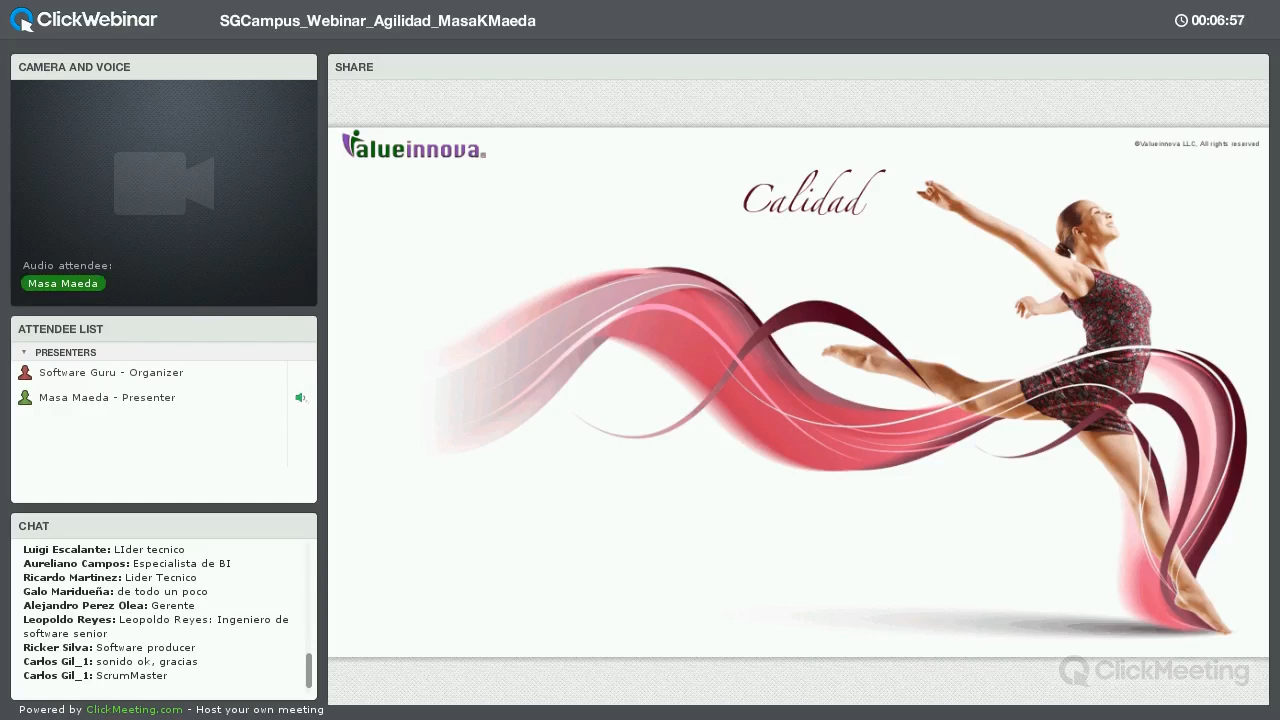 ClickWebinar
SGCampus_Webinar_Agilidad_MasaKMaeda
00:06:57
CAMERA AND VOICE
Audio attendee:
Masa Maeda
ATTENDEE LIST
PRESENTERS
Software Guru - Organizer
Masa Maeda - Presenter
CHAT
Luigi Escalante: LIder tecnico
Aureliano Campos: Especialista de BI
Ricardo Martinez: Lider Tecnico
Galo Maridueña: de todo un poco
Alejandro Perez Olea: Gerente
Leopoldo Reyes: Leopoldo Reyes: Ingeniero de
software senior
Ricker Silva: Software producer
Carlos Gil_1: sonido ok, gracias
Carlos Gil_1: ScrumMaster
Powered by ClickMeeting.com - Host your own meeting
SHARE
Valueinnova
©Valueinnova LLC, All rights reserved
Calidad
ClickMeeting